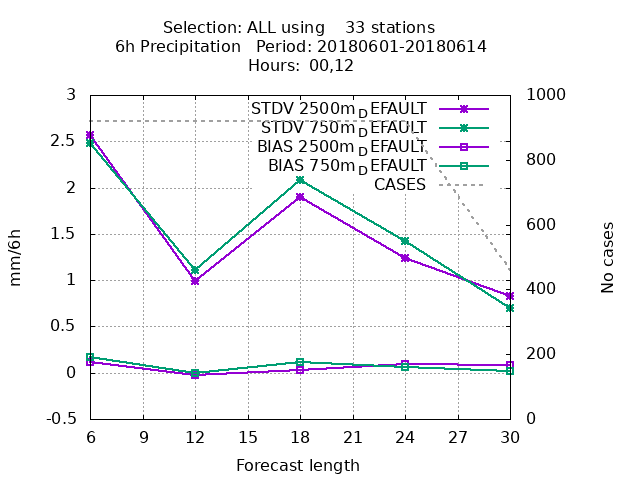 Selection: ALL using 33 stations
6h Precipitation Period: 20180601-20180614
Hours: 00,12
3
2.5
2
1.5
1
0.5
0
-0.5
mm/6h
1000
800
600
400
200
0
No cases
STDV 2500m_DEFAULT
STDV 750m_DEFAULT
BIAS 2500m_DEFAULT
BIAS 750m_DEFAULT
CASES
6 9 12 15 18 21 24 27 30
Forecast length